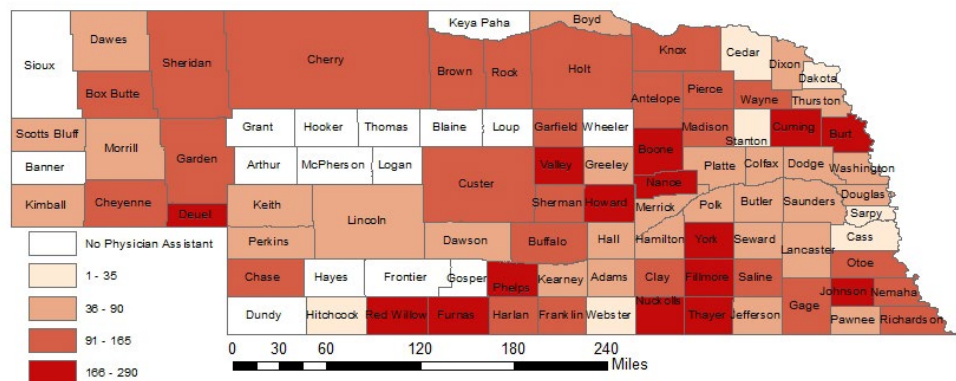 Keya Paha
Boyd
Dawes
Sioux
Sheridan
Cherry
Knox
Cedar
Dixon
Dakota
Brown
Rock
Holt
Box Butte
Antelope
Pierce
Wayne
Thurston
Scotts Bluff
Morrill
Garden
Grant
Hooker
Thomas
Blaine
Loup
Garfield
Wheeler
Boone
Madison
Stanton
Cuming
Burt
Banner
Arthur
McPherson
Logan
Custer
Valley
Greeley
Nance
Platte
Colfax
Dodge
Washington
Kimball
Cheyenne
Deuel
Keith
Lincoln
Sherman
Howard
Merrick
Polk
Butler
Saunders
Douglas
Sarpy
Perkins
Dawson
Buffalo
Hall
Hamilton
York
Seward
Lancaster
Cass
Otoe
Chase
Hayes
Frontier
Gosper
Phelps
Kearney
Adams
Clay
Fillmore
Saline
Gage
Johnson
Nemaha
Dundy
Hitchcock
Red Willow
Furnas
Harlan
Franklin
Webster
Nuckolls
Thayer
Jefferson
Pawnee
Richardson
No Physician Assistant
1 - 35
36 - 90
91 - 165
166 - 290
0 30 60 120 180 240
Miles